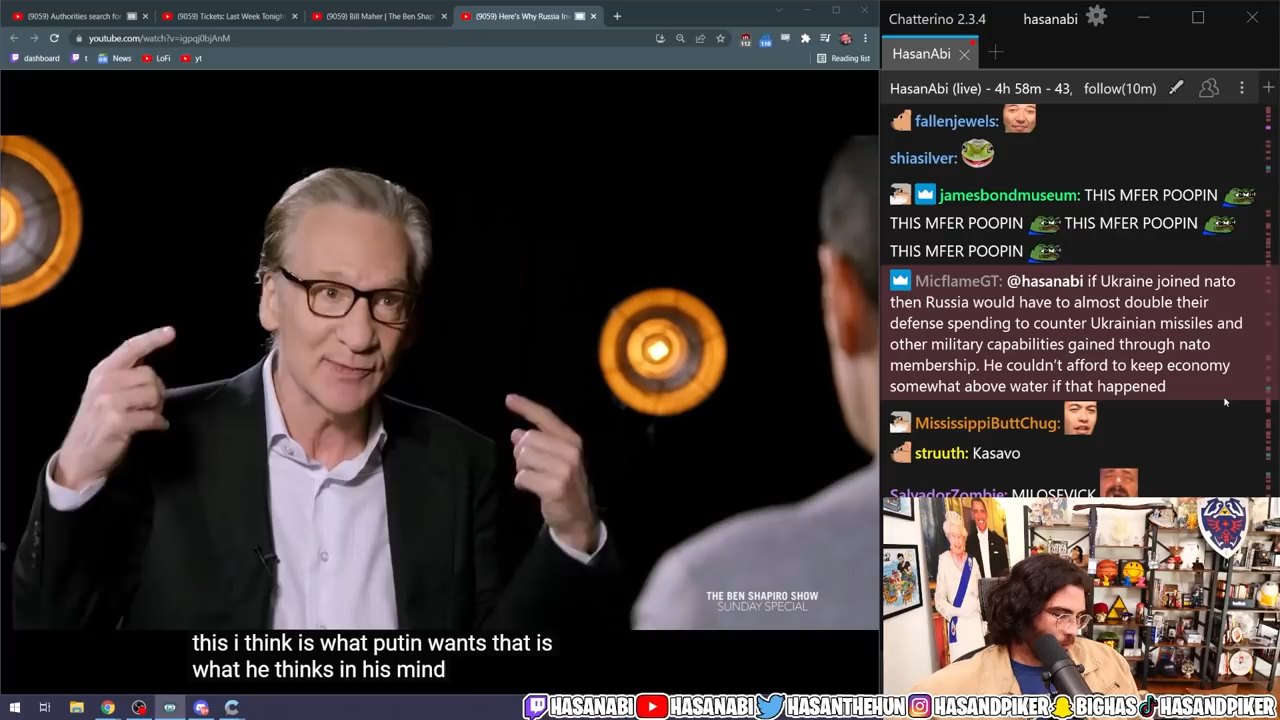 (9059) Authorities search for
(9059) Tickets: Last Week Tonigh
(9059) Bill Maher | The Ben Shap
(9059) Here's Why Russia In
youtube.com/watch?v=igpqj0bjAnM
112
110
dashboard
t
News
LoFi
yt
Reading list
THE BEN SHAPIRO SHOW
SUNDAY SPECIAL
this i think is what putin wants that is
what he thinks in his mind
Chatterino 2.3.4
hasanabi
HasanAbi
HasanAbi (live) - 4h 58m - 43,
follow(10m)
fallenjewels:
shiasilver:
jamesbondmuseum: THIS MFER POOPIN
THIS MFER POOPIN THIS MFER POOPIN
THIS MFER POOPIN
MicflameGT: @hasanabi if Ukraine joined nato
then Russia would have to almost double their
defense spending to counter Ukrainian missiles and
other military capabilities gained through nato
membership. He couldn't afford to keep economy
somewhat above water if that happened
MississippiButtChug:
struuth: Kasavo
SalvadorZombie: MILOSEVICK
HASANABI HASANABI HASANTHEHUN HASANDPIKER BIGHAS HASANDPIKER